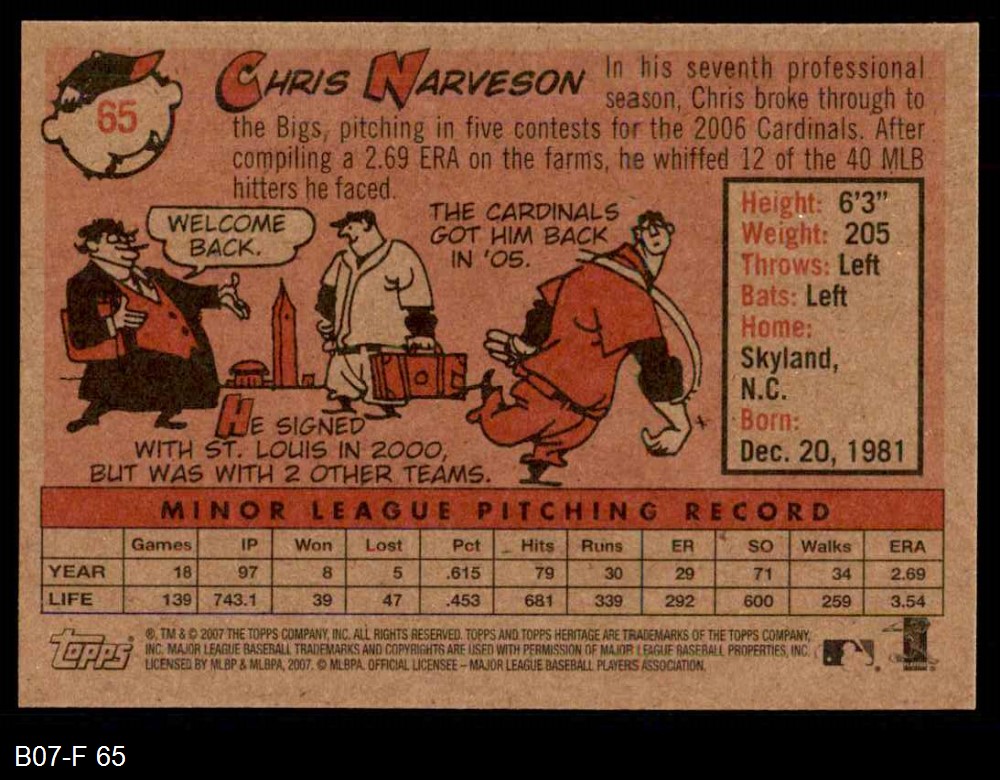 65
CHRIS NARVESON
In his seventh professional
season, Chris broke through to
the Bigs, pitching in five contests for the 2006 Cardinals. After
compiling a 2.69 ERA on the farms, he whiffed 12 of the 40 MLB
hitters he faced.
WELCOME
BACK.
THE CARDINALS
GOT HIM BACK
IN '05.
HE SIGNED
WITH ST. LOUIS IN 2000,
BUT WAS WITH 2 OTHER TEAMS.
Height: 6'3"
Weight: 205
Throws: Left
Bats: Left
Home:
Skyland,
N.C.
Born:
Dec. 20, 1981
MINOR LEAGUE PITCHING RECORD
Games IP Won Lost Pct Hits Runs ER SO Walks ERA
YEAR 18 97 8 5 .615 79 30 29 71 34 2.69
LIFE 139 743.1 39 47 .453 681 339 292 600 259 3.54
Topps
®, TM & © 2007 THE TOPPS COMPANY, INC. ALL RIGHTS RESERVED. TOPPS AND TOPPS HERITAGE ARE TRADEMARKS OF THE TOPPS COMPANY,
INC. MAJOR LEAGUE BASEBALL TRADEMARKS AND COPYRIGHTS ARE USED WITH PERMISSION OF MAJOR LEAGUE BASEBALL PROPERTIES, INC.
LICENSED BY MLBP & MLBPA, 2007. © MLBPA. OFFICIAL LICENSEE – MAJOR LEAGUE BASEBALL PLAYERS ASSOCIATION.
B07-F 65